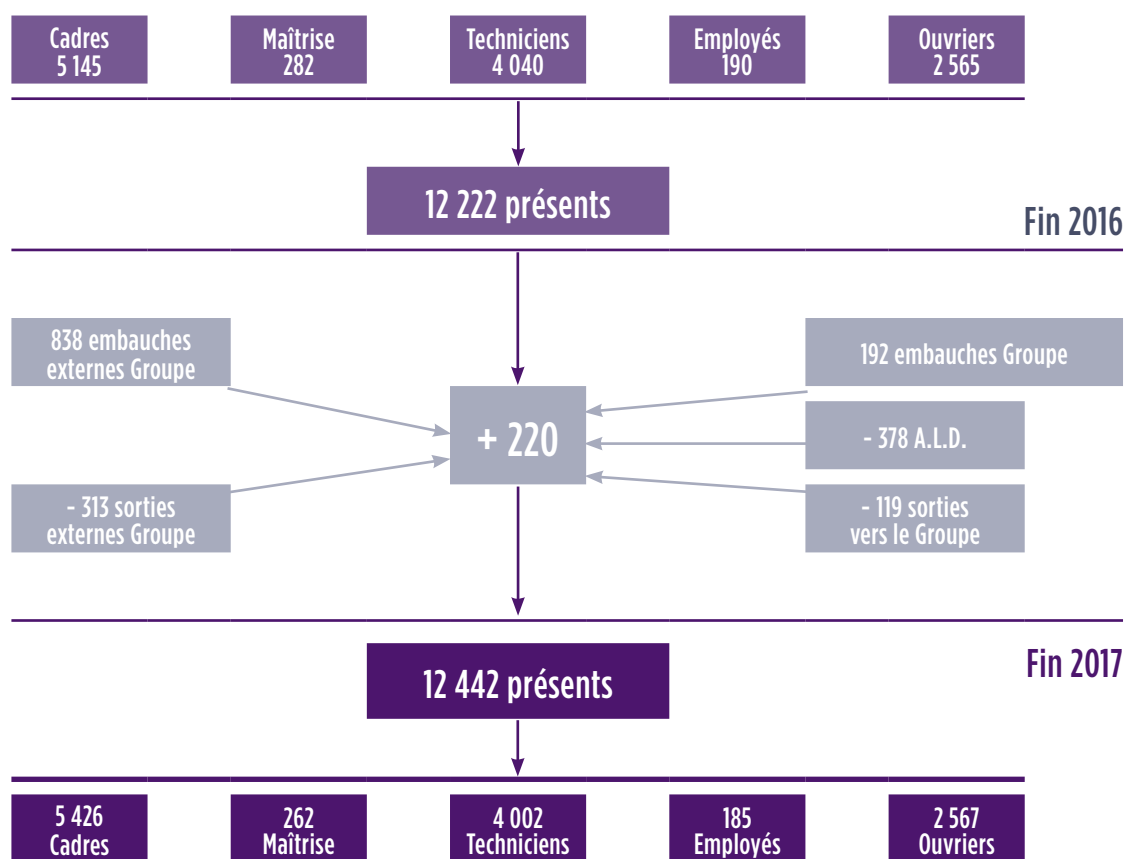 Cadres
5 145
Maîtrise
282
Techniciens
4 040
Employés
190
Ouvriers
2 565
12 222 présents
Fin 2016
838 embauches
externes Groupe
192 embauches Groupe
+ 220
- 378 A.L.D.
- 313 sorties
externes Groupe
- 119 sorties
vers le Groupe
Fin 2017
12 442 présents
5 426
Cadres
262
Maîtrise
4 002
Techniciens
185
Employés
2 567
Ouvriers